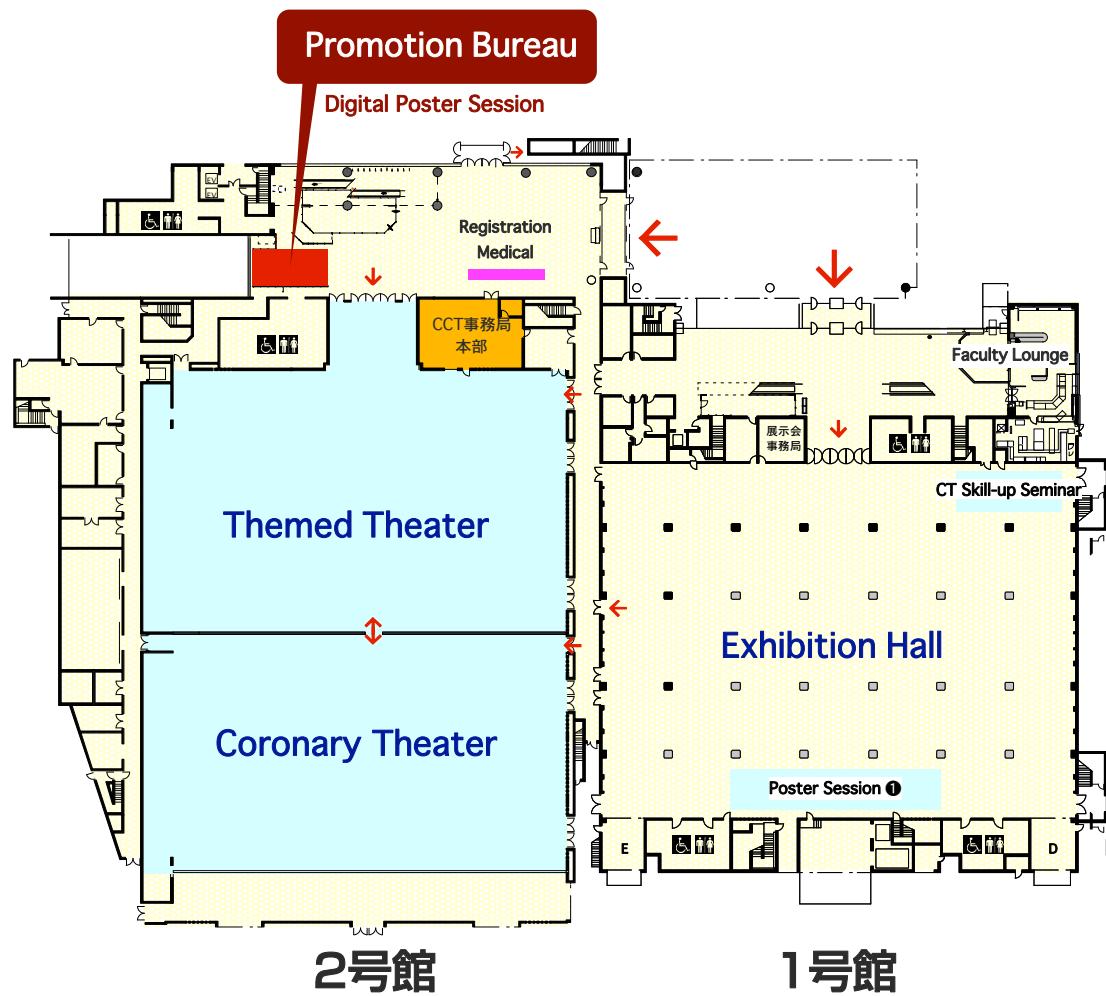 Promotion Bureau
Digital Poster Session
EV
EV
Registration
Medical
CCT事務局
本部
Faculty Lounge
展示会
事務局
CT Skill-up Seminar
Themed Theater
Exhibition Hall
Coronary Theater
Poster Session ❶
E
D
2号館
1号館